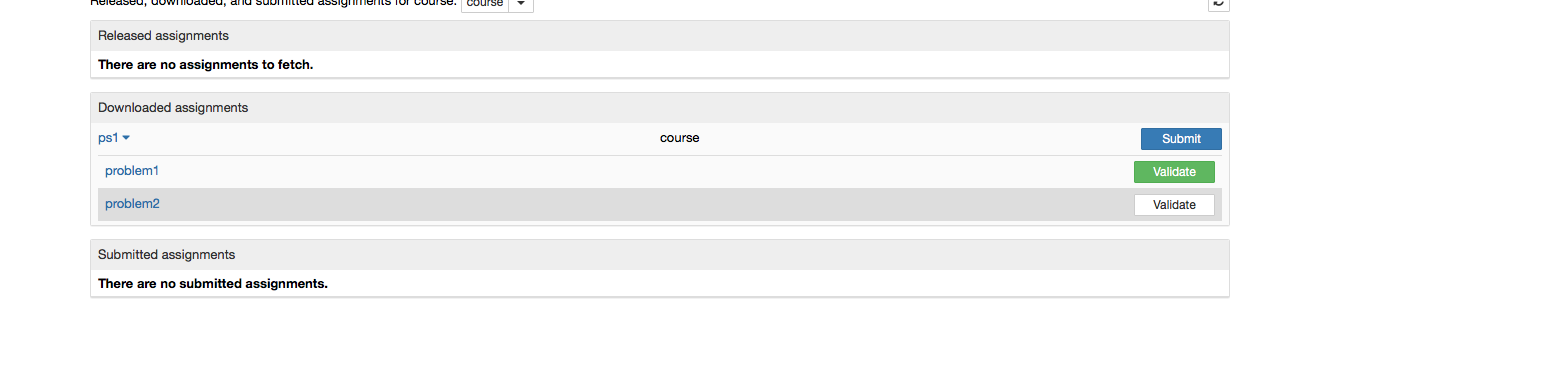 Released, downloaded, and submitted assignments for course: course
Released assignments
There are no assignments to fetch.
Downloaded assignments
ps1 course Submit
problem1 Validate
problem2 Validate
Submitted assignments
There are no submitted assignments.